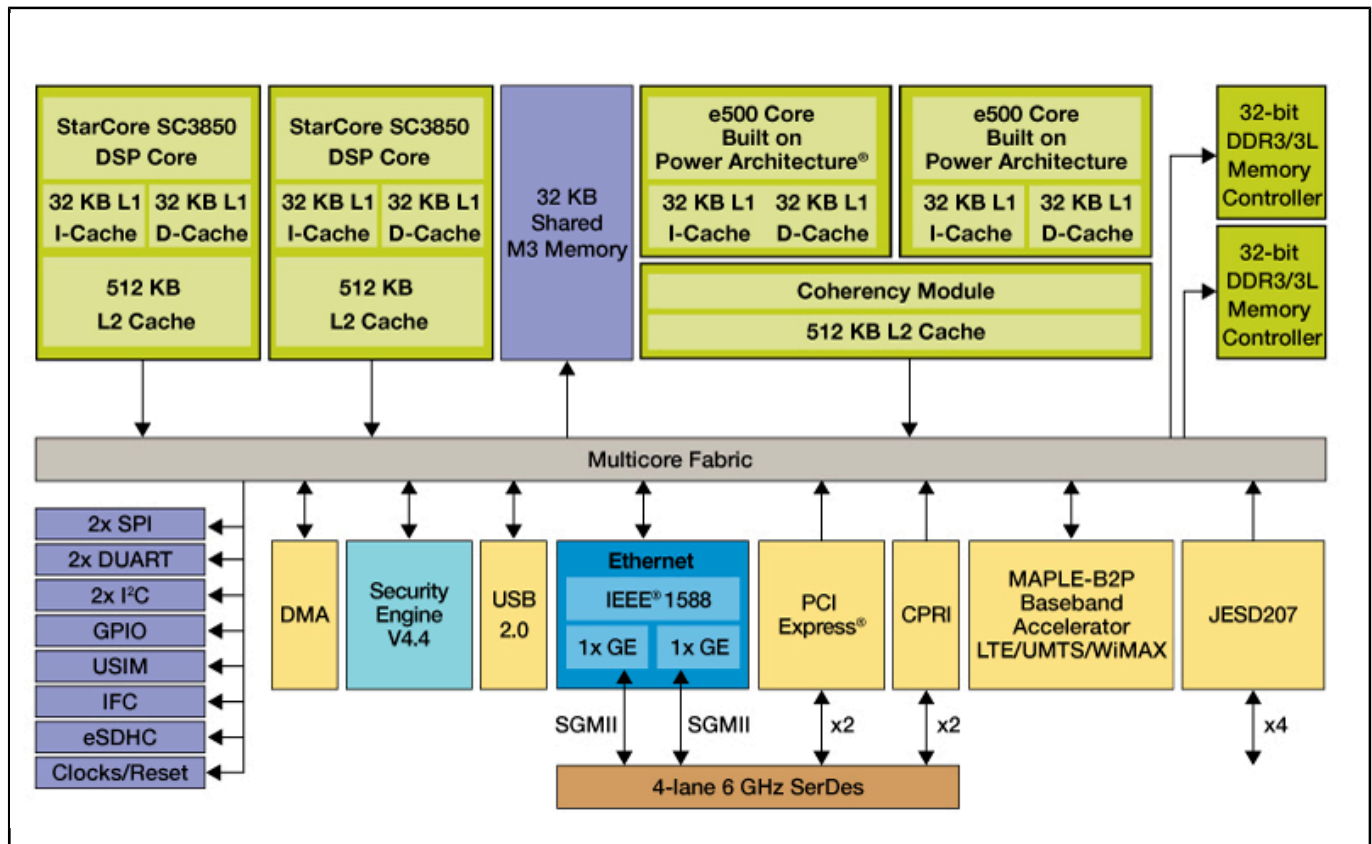 StarCore SC3850
DSP Core
32 KB L1
I-Cache
32 KB L1
D-Cache
512 KB
L2 Cache
StarCore SC3850
DSP Core
32 KB L1
I-Cache
32 KB L1
D-Cache
512 KB
L2 Cache
32 KB
Shared
M3 Memory
e500 Core
Built on
Power Architecture®
32 KB L1
I-Cache
32 KB L1
D-Cache
e500 Core
Built on
Power Architecture
32 KB L1
I-Cache
32 KB L1
D-Cache
Coherency Module
512 KB L2 Cache
32-bit
DDR3/3L
Memory
Controller
32-bit
DDR3/3L
Memory
Controller
Multicore Fabric
2x SPI
2x DUART
2x I²C
GPIO
USIM
IFC
eSDHC
Clocks/Reset
DMA
Security
Engine
V4.4
USB
2.0
Ethernet
IEEE® 1588
1x GE
1x GE
PCI
Express®
CPRI
MAPLE-B2P
Baseband
Accelerator
LTE/UMTS/WiMAX
JESD207
SGMII
SGMII
x2
x2
x4
4-lane 6 GHz SerDes